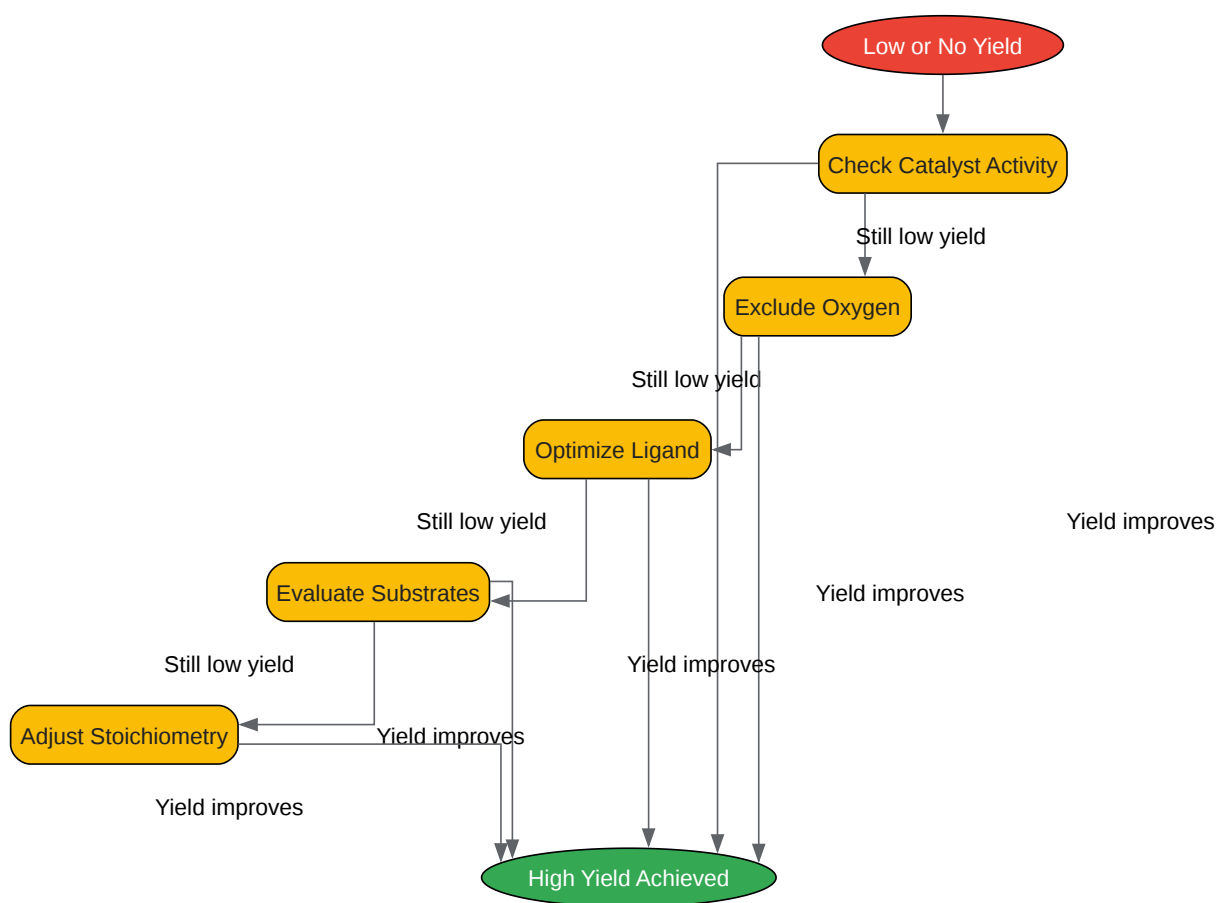 Low or No Yield
Check Catalyst Activity
Still low yield
Exclude Oxygen
Still low yield
Optimize Ligand
Still low yield
Yield improves
Evaluate Substrates
Yield improves
Still low yield
Yield improves
Adjust Stoichiometry
Yield improves
Yield improves
High Yield Achieved